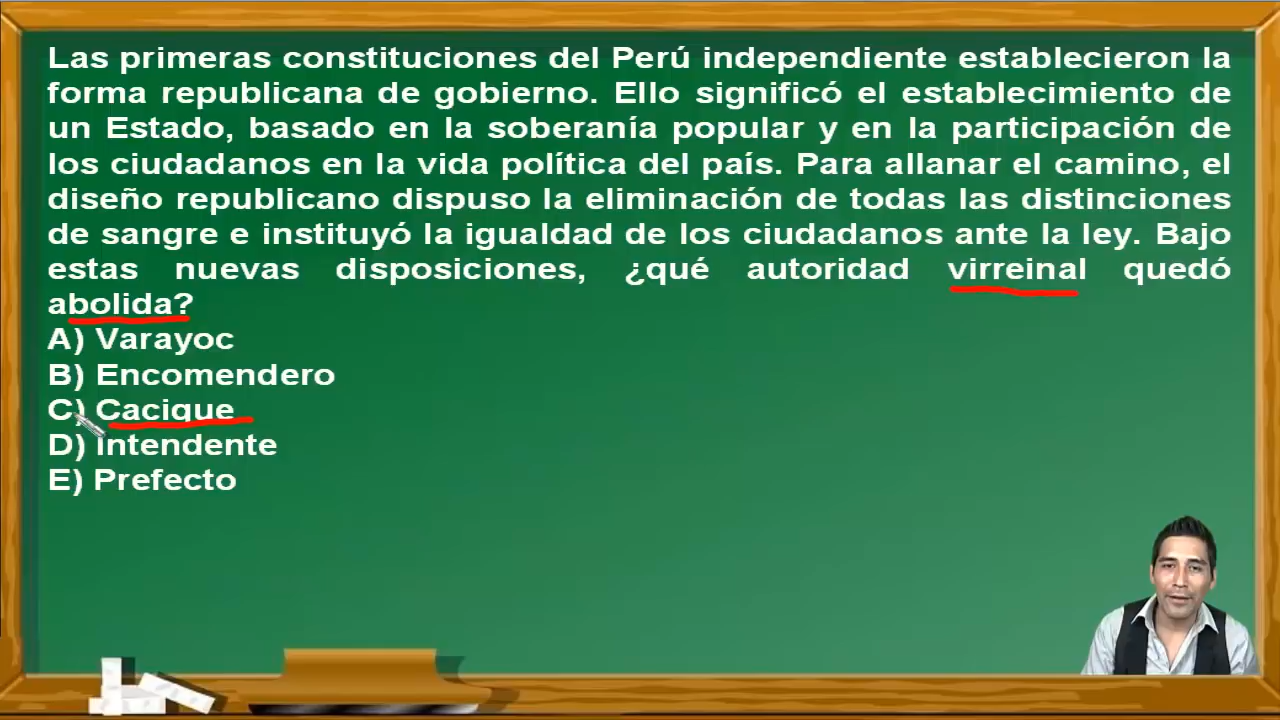 Las primeras constituciones del Perú independiente establecieron la
forma republicana de gobierno. Ello significó el establecimiento de
un Estado, basado en la soberanía popular y en la participación de
los ciudadanos en la vida política del país. Para allanar el camino, el
diseño republicano dispuso la eliminación de todas las distinciones
de sangre e instituyó la igualdad de los ciudadanos ante la ley. Bajo
estas nuevas disposiciones, ¿qué autoridad virreinal quedó
abolida?
A) Varayoc
B) Encomendero
C) Cacique
D) Intendente
E) Prefecto